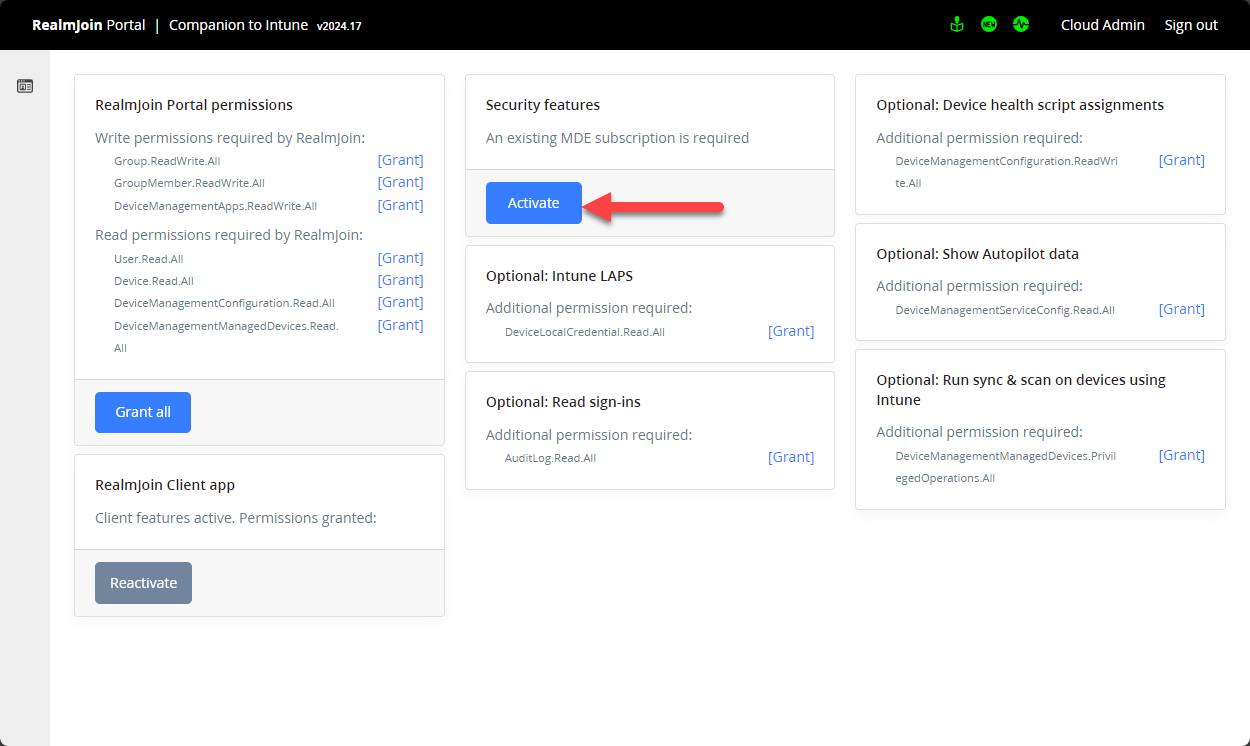 RealmJoin Portal | Companion to Intune v2024.17
NEW
Cloud Admin
Sign out
RealmJoin Portal permissions
Write permissions required by RealmJoin:
Group.ReadWrite.All [Grant]
GroupMember.ReadWrite.All [Grant]
DeviceManagementApps.ReadWrite.All [Grant]
Read permissions required by RealmJoin:
User.Read.All [Grant]
Device.Read.All [Grant]
DeviceManagementConfiguration.Read.All [Grant]
DeviceManagementManagedDevices.Read. [Grant]
All
Grant all
RealmJoin Client app
Client features active. Permissions granted:
Reactivate
Security features
An existing MDE subscription is required
Activate
Optional: Intune LAPS
Additional permission required:
DeviceLocalCredential.Read.All [Grant]
Optional: Read sign-ins
Additional permission required:
AuditLog.Read.All [Grant]
Optional: Device health script assignments
Additional permission required:
DeviceManagementConfiguration.ReadWri [Grant]
te.All
Optional: Show Autopilot data
Additional permission required:
DeviceManagementServiceConfig.Read.All [Grant]
Optional: Run sync & scan on devices using
Intune
Additional permission required:
DeviceManagementManagedDevices.Privil [Grant]
egedOperations.All